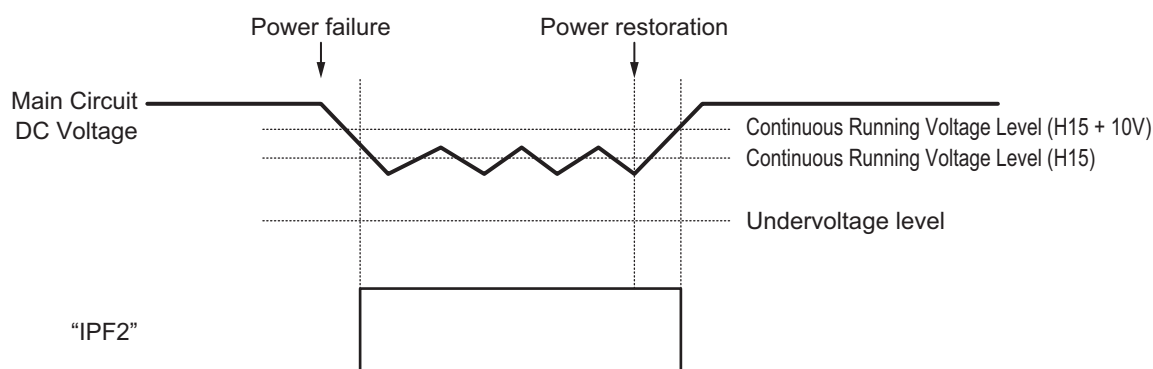 Power failure
Power restoration
Main Circuit
DC Voltage
Continuous Running Voltage Level (H15 + 10V)
Continuous Running Voltage Level (H15)
Undervoltage level
“IPF2”